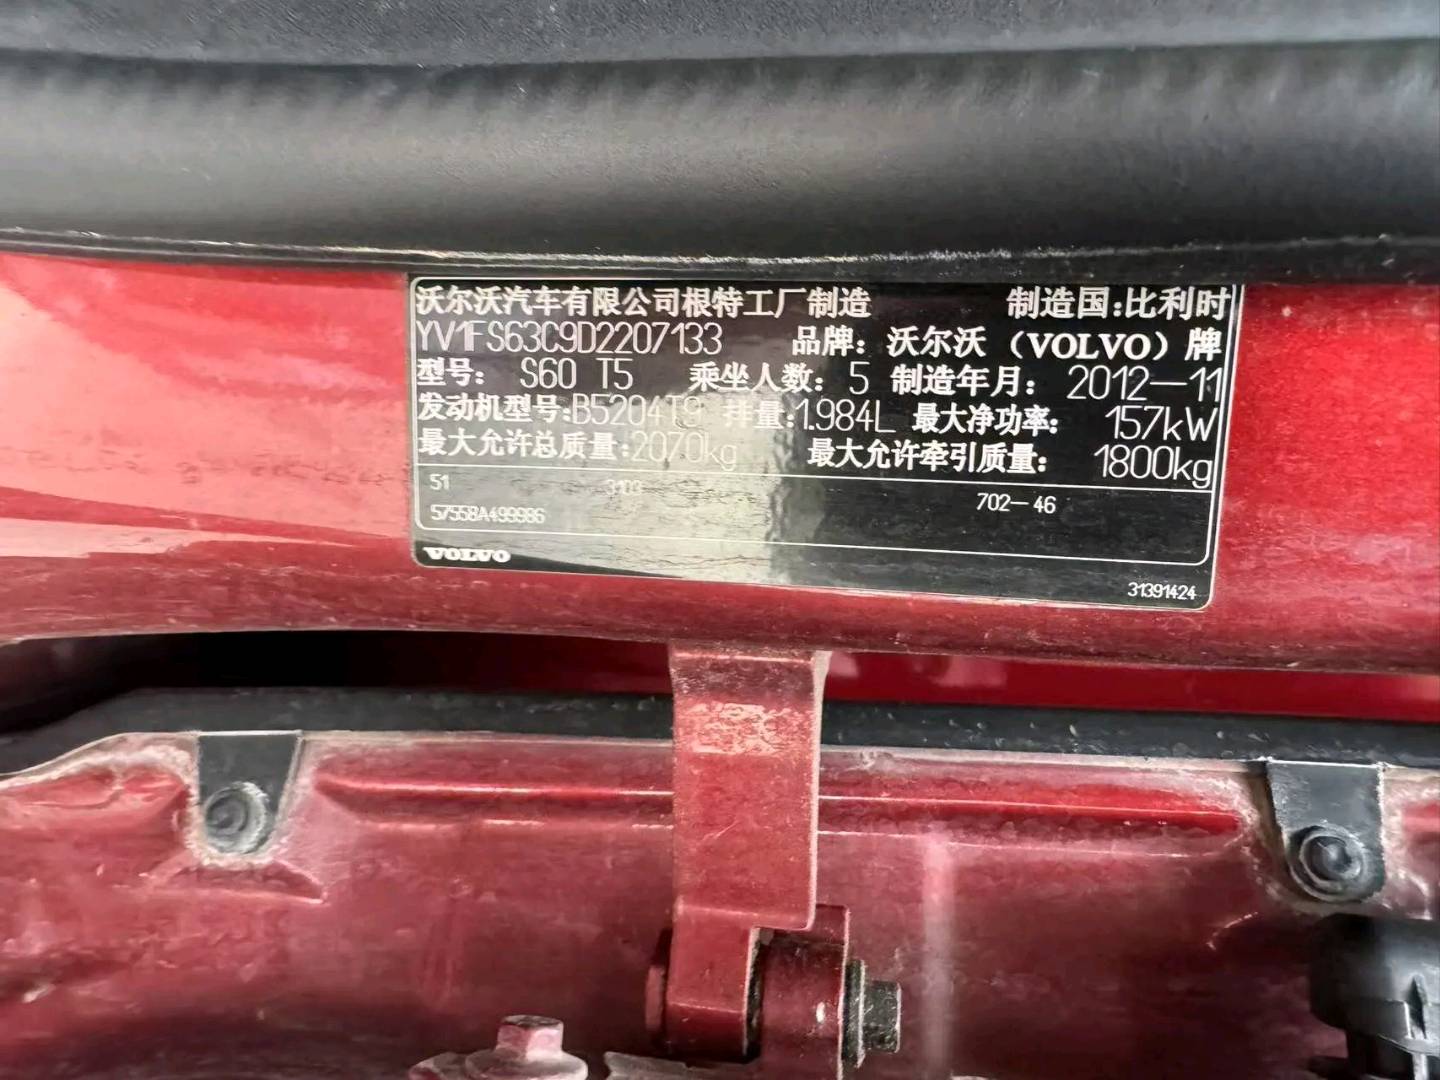 沃尔沃汽车有限公司根特工厂制造 制造国:比利时
YV1FS63C9D2207133 品牌: 沃尔沃（VOLVO）牌
型号: S60 T5 乘坐人数: 5 制造年月: 2012-11
发动机型号:B5204T9 排量:1.984L 最大净功率: 157kW
最大允许总质量:2070kg 最大允许牵引质量: 1800kg
51 3103 702-46
57558A499986
VOLVO
31391424